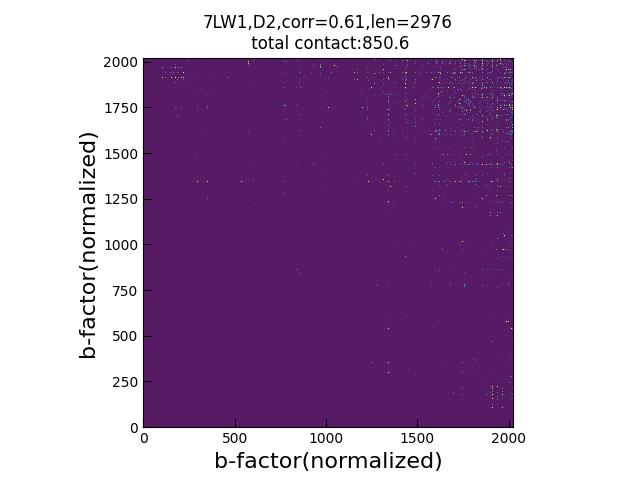 7LW1,D2,corr=0.61,len=2976
total contact:850.6
2000
1750
1500
1250
1000
750
500
250
0
b-factor(normalized)
0 500 1000 1500 2000
b-factor(normalized)